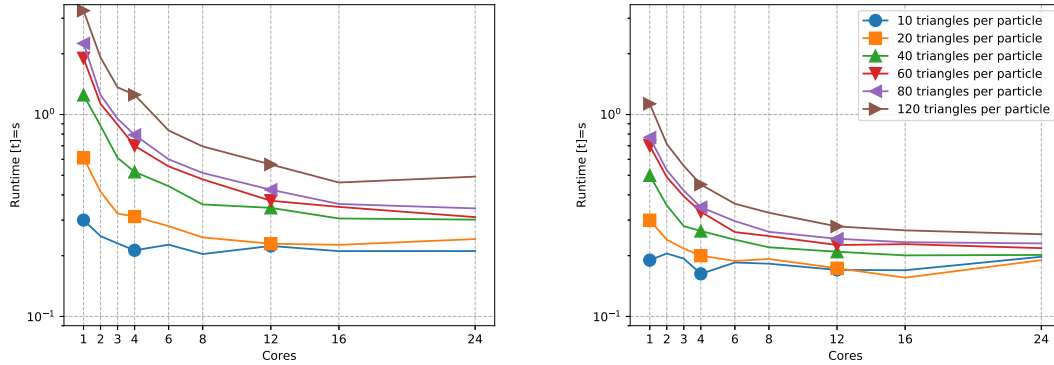 Runtime [t]=s
10⁰
10⁻¹
1 2 3 4 6 8 12 16 24
Cores
Runtime [t]=s
10⁰
10⁻¹
1 2 3 4 6 8 12 16 24
Cores
10 triangles per particle
20 triangles per particle
40 triangles per particle
60 triangles per particle
80 triangles per particle
120 triangles per particle